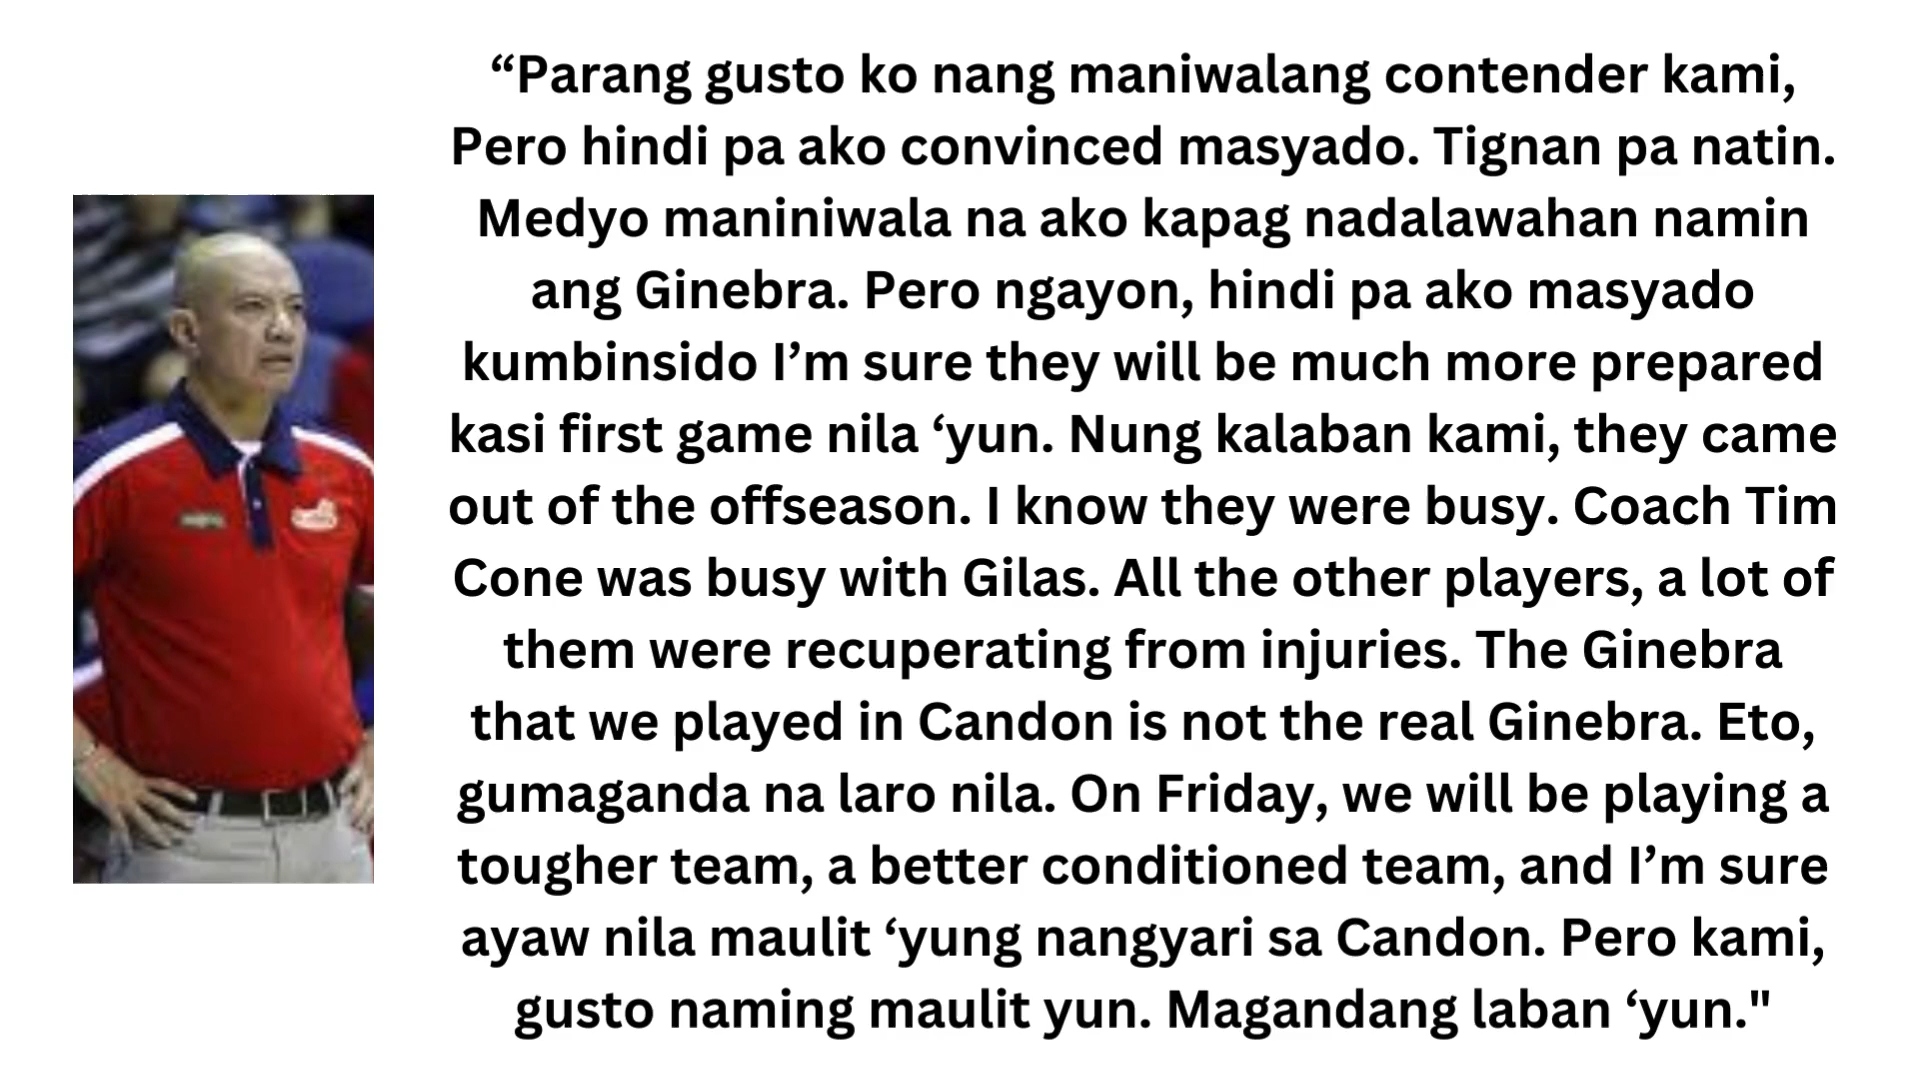 “Parang gusto ko nang maniwalang contender kami,
Pero hindi pa ako convinced masyado. Tignan pa natin.
Medyo maniniwala na ako kapag nadalawahan namin
ang Ginebra. Pero ngayon, hindi pa ako masyado
kumbinsido I’m sure they will be much more prepared
kasi first game nila ‘yun. Nung kalaban kami, they came
out of the offseason. I know they were busy. Coach Tim
Cone was busy with Gilas. All the other players, a lot of
them were recuperating from injuries. The Ginebra
that we played in Candon is not the real Ginebra. Eto,
gumaganda na laro nila. On Friday, we will be playing a
tougher team, a better conditioned team, and I’m sure
ayaw nila maulit ‘yung nangyari sa Candon. Pero kami,
gusto naming maulit yun. Magandang laban ‘yun."